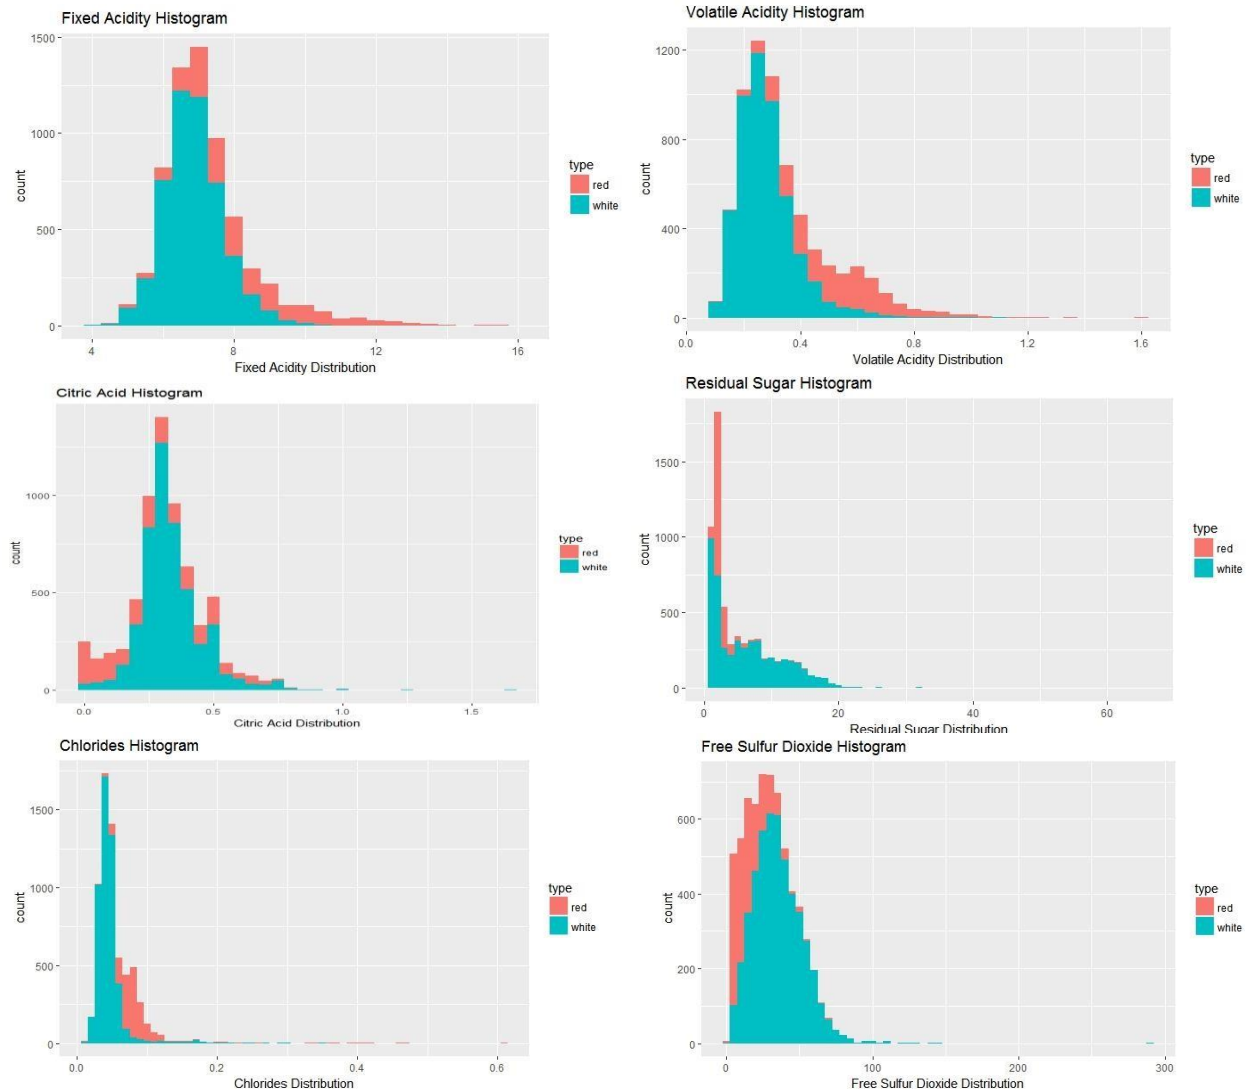 Fixed Acidity Histogram
1500
1000
500
0
count
4 8 12 16
Fixed Acidity Distribution
type
red
white
Volatile Acidity Histogram
1200
800
400
0
count
0.0 0.4 0.8 1.2 1.6
Volatile Acidity Distribution
type
red
white
Citric Acid Histogram
1000
500
0
count
0.0 0.5 1.0 1.5
Citric Acid Distribution
type
red
white
Residual Sugar Histogram
1500
1000
500
0
count
0 20 40 60
Residual Sugar Distribution
type
red
white
Chlorides Histogram
1500
1000
500
0
count
0.0 0.2 0.4 0.6
Chlorides Distribution
type
red
white
Free Sulfur Dioxide Histogram
600
400
200
0
count
0 100 200 300
Free Sulfur Dioxide Distribution
type
red
white